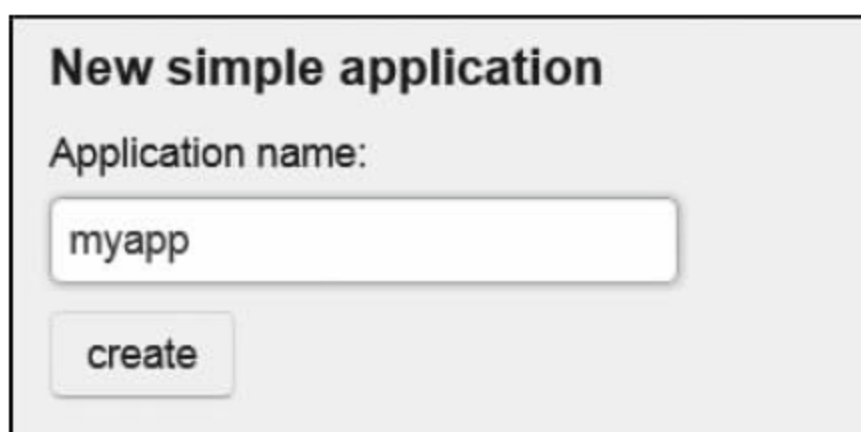 New simple application
Application name:
myapp
create